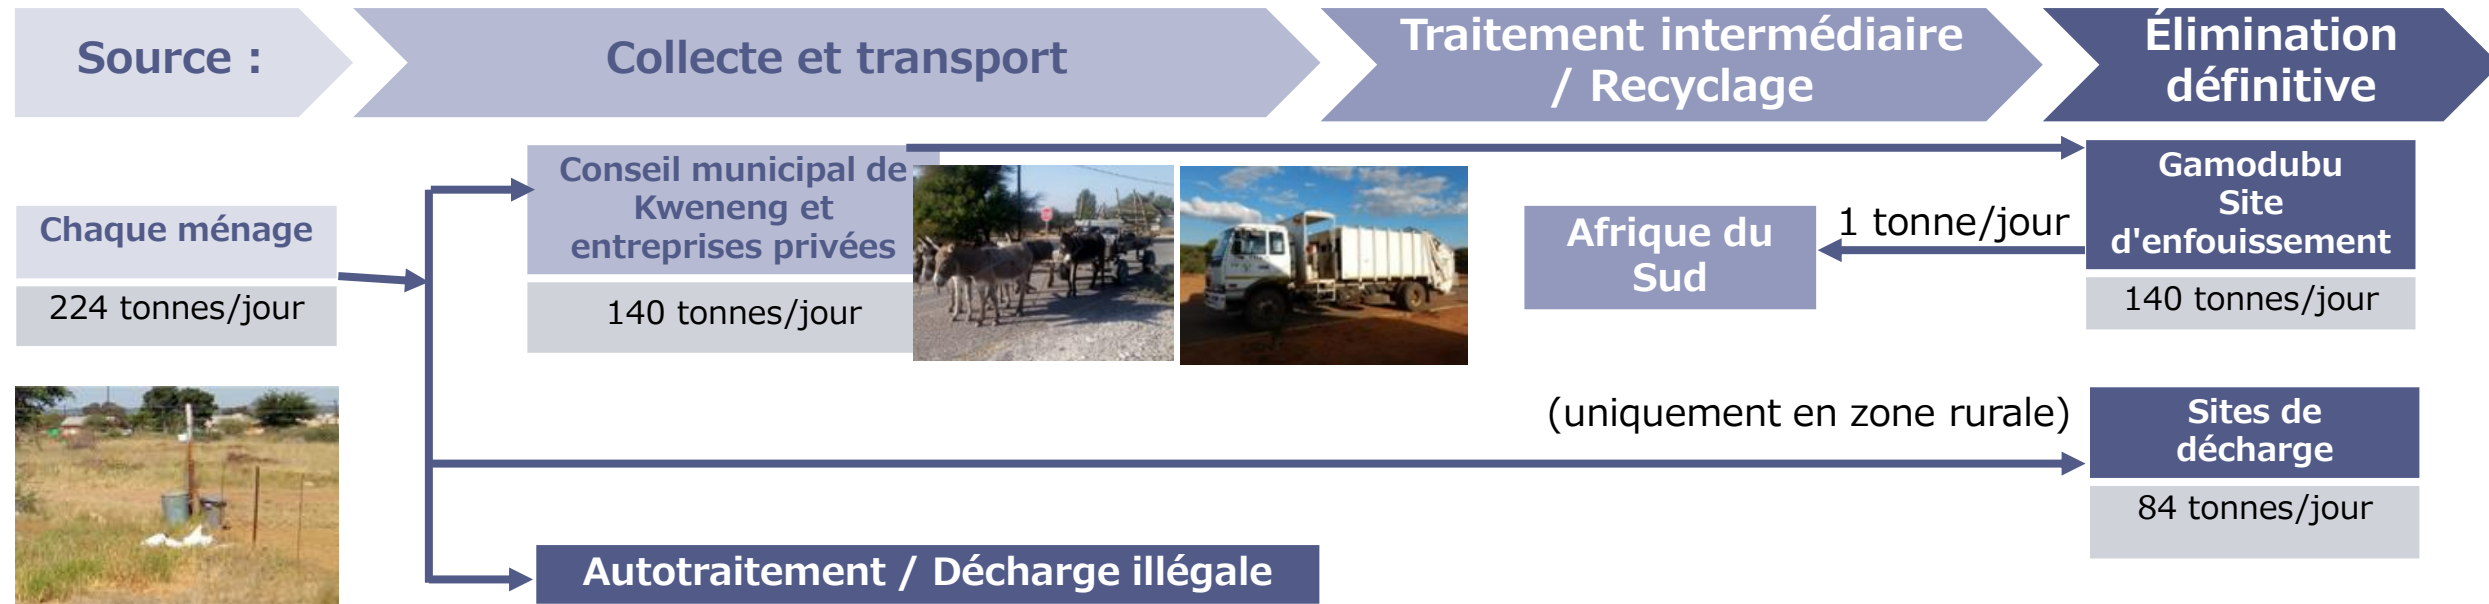 Source :
Collecte et transport
Traitement intermédiaire
/ Recyclage
Élimination
définitive
Chaque ménage
224 tonnes/jour
Conseil municipal de
Kweneng et
entreprises privées
140 tonnes/jour
Afrique du
Sud
1 tonne/jour
Gamodubu
Site
d'enfouissement
140 tonnes/jour
(uniquement en zone rurale)
Sites de
décharge
84 tonnes/jour
Autotraitement / Décharge illégale